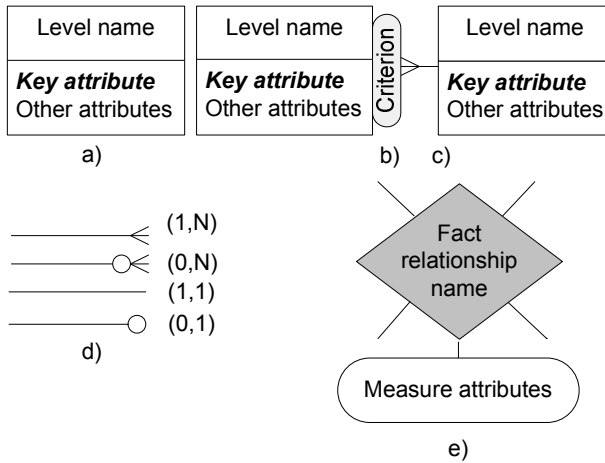 Level name
Key attribute
Other attributes
a)
Level name
Key attribute
Other attributes
Criterion
b)
c)
Level name
Key attribute
Other attributes
(1,N)
(0,N)
(1,1)
(0,1)
d)
Fact
relationship
name
Measure attributes
e)